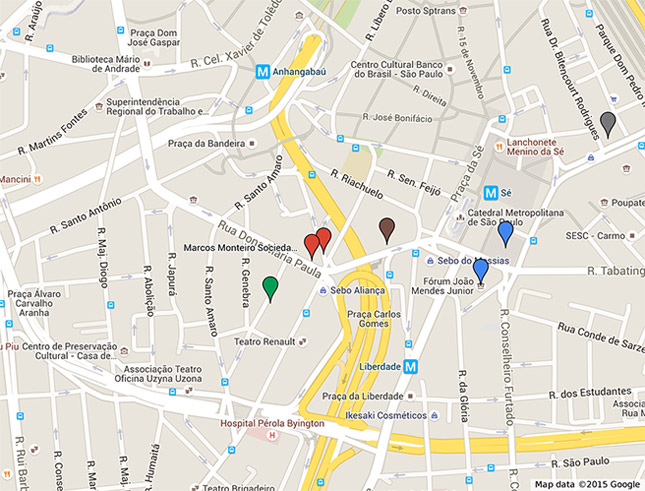 R. Araújo
Praça Dom
José Gaspar
R. Cel. Xavier de Toledo
R. Líbero
Posto Sptrans
Biblioteca Mário
de Andrade
M Anhangabaú
Centro Cultural Banco
do Brasil - São Paulo
R. 15 de Novembro
Rua Dr. Bitencourt Rodrigues
Parque Dom Pedro
R. Direita
Superintendência
Regional do Trabalho e...
R. José Bonifácio
R. Martins Fontes
Praça da Bandeira
Lanchonete
Menino da Sé
Mancini
R. Santo Amaro
R. Riachuelo
R. Sen. Feijó
Praça da Sé
M Sé
R. Santo Antônio
Rua Dona Maria Paula
Catedral Metropolitana
de São Paulo
Poupate
Marcos Monteiro Socieda...
SESC - Carmo
Sebo do Messias
R. Maj. Diogo
R. Abolição
R. Japurá
R. Santo Amaro
R. Genebra
Fórum João
Mendes Junior
R. Tabating
Sebo Aliança
Praça Álvaro
Carvalho
Aranha
Praça Carlos
Gomes
Teatro Renault
Rua Conde de Sarze
Piu
Centro de Preservação
Cultural - Casa de...
Liberdade M
R. Conselheiro Furtado
Associação Teatro
Oficina Uzyna Uzona
R. da Glória
Praça da Liberdade
R. dos Estudantes
Ikesaki Cosméticos
Associa
Rua M
Hospital Pérola Byington
H
R. Humaitá
R. Rui Barb
R. Conse
R. Maj.
R. Mar
R. São Paulo
Teatro Brigadeiro
Map data ©2015 Google